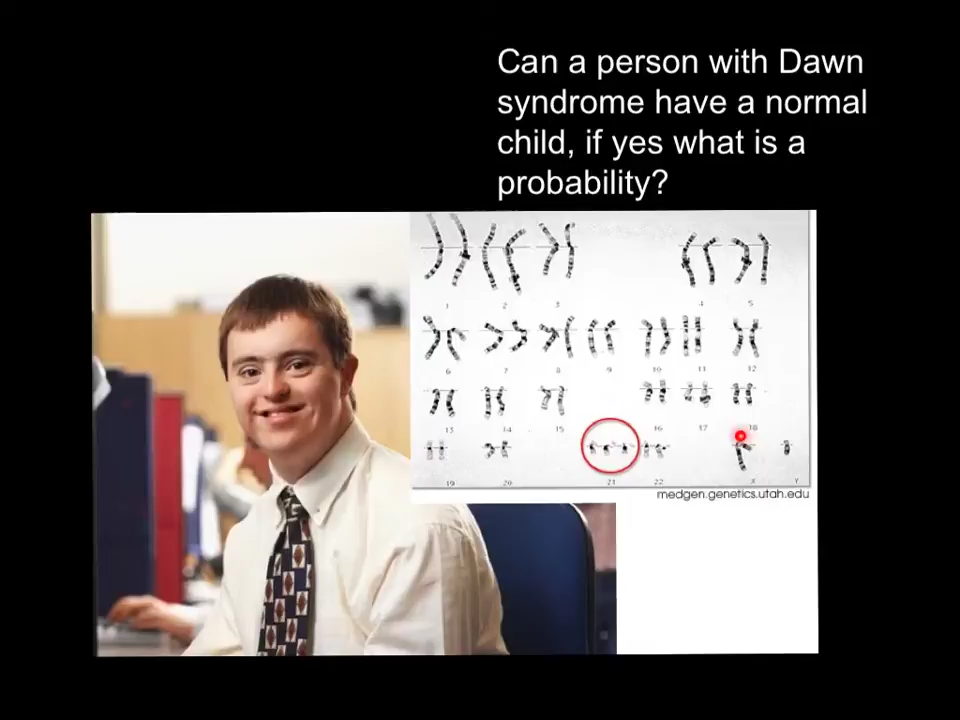 Can a person with Dawn
syndrome have a normal
child, if yes what is a
probability?
1 2 3 4 5
6 7 8 9 10 11 12
13 14 15 16 17 18
19 20 21 22 X Y
medgen.genetics.utah.edu